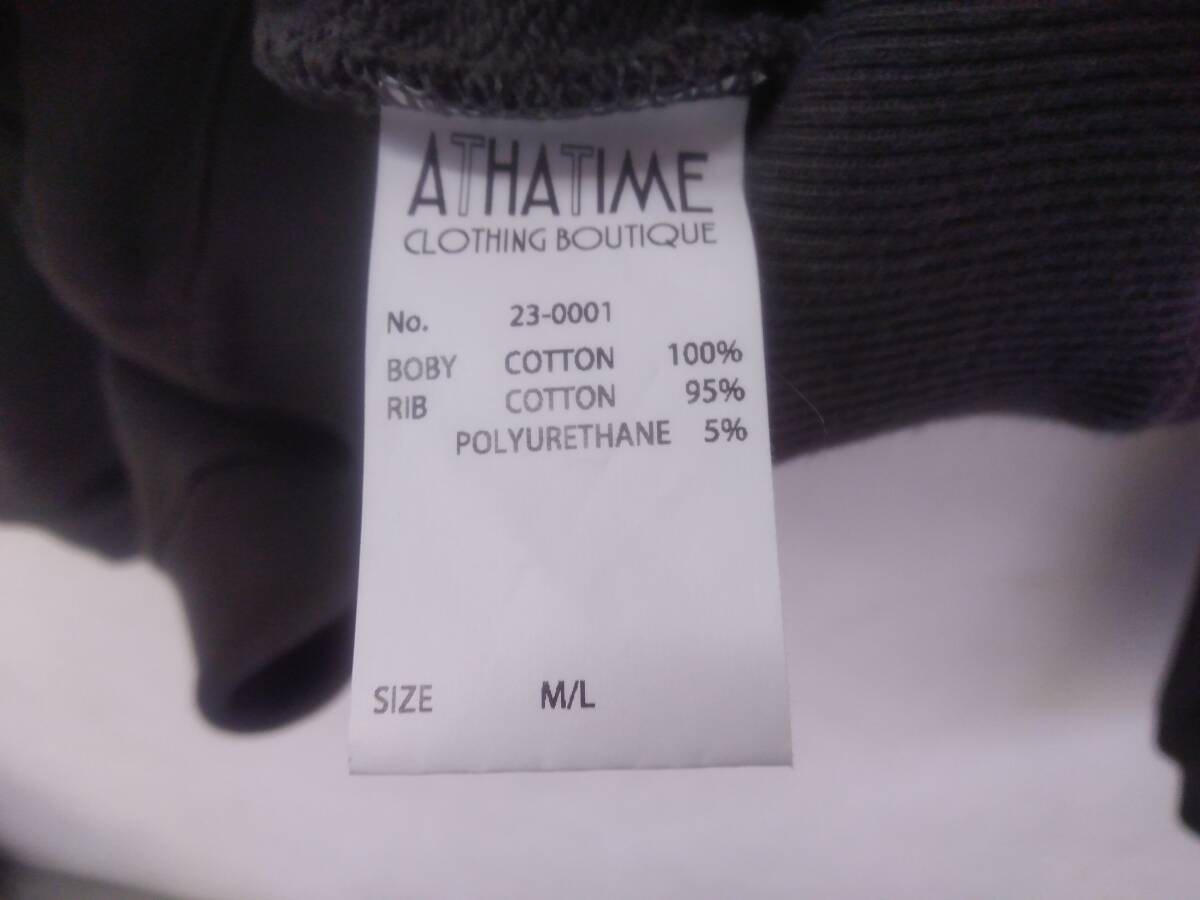 ATHATIME
CLOTHING BOUTIQUE
No. 23-0001
BOBY COTTON 100%
RIB COTTON 95%
POLYURETHANE 5%
SIZE M/L